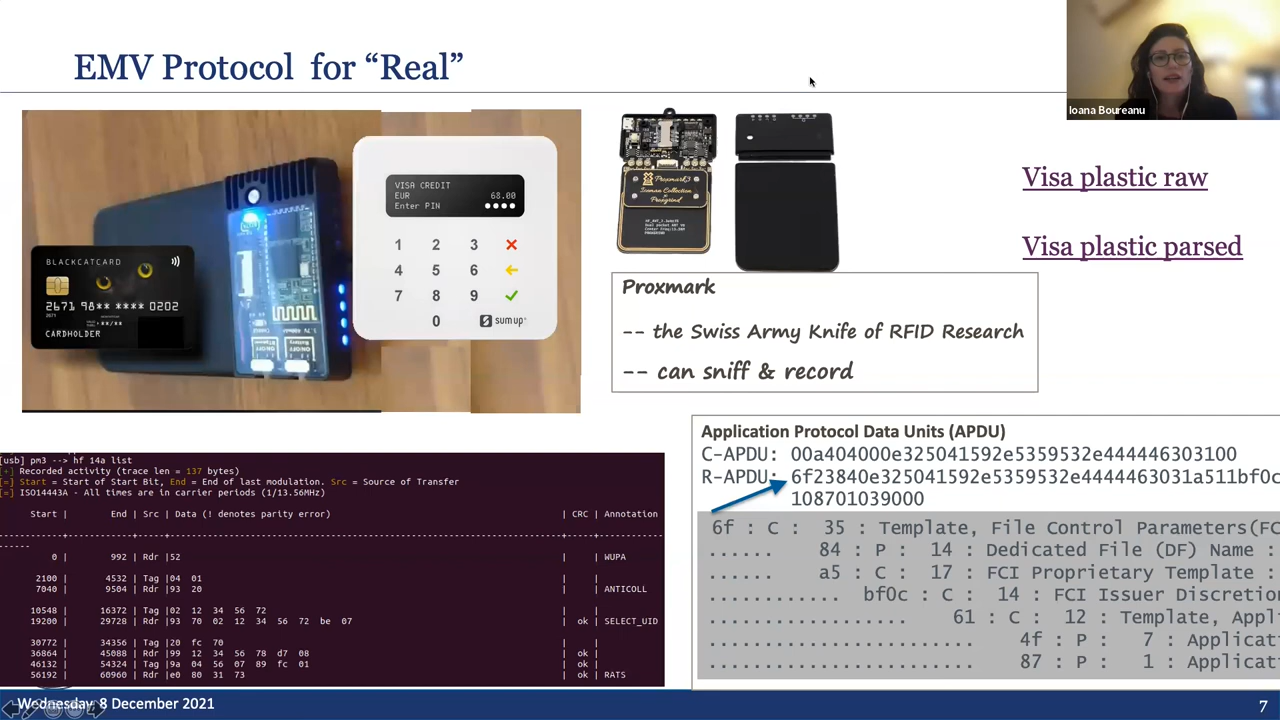 EMV Protocol for “Real”
Ioana Boureanu
VISA CREDIT
EUR 68.00
Enter PIN
1 2 3
4 5 6
7 8 9
0 sumup
BLACKCATCARD
2671 98** **** 0202
2671
**/**
CARDHOLDER
Proxmark
Visa plastic raw
Visa plastic parsed
Proxmark
-- the Swiss Army Knife of RFID Research
-- can sniff & record
[usb] pm3 --> hf 14a list
[+] Recorded activity (trace len = 137 bytes)
[=] Start = Start of Start Bit, End = End of last modulation. Src = Source of Transfer
[=] ISO14443A - All times are in carrier periods (1/13.56MHz)
Start | End | Src | Data (! denotes parity error) | CRC | Annotation
0 | 992 | Rdr |52 | | WUPA
2100 | 4532 | Tag |04 01 | |
7040 | 9504 | Rdr |93 20 | | ANTICOLL
10548 | 16372 | Tag |02 12 34 56 72 | |
19200 | 29728 | Rdr |93 70 02 12 34 56 72 be 07 | ok | SELECT_UID
30772 | 34356 | Tag |20 fc 70 | |
36864 | 45088 | Rdr |99 12 34 56 78 d7 08 | ok |
46132 | 54324 | Tag |9a 04 56 07 89 fc 01 | ok |
56192 | 60960 | Rdr |e0 80 31 73 | ok | RATS
Application Protocol Data Units (APDU)
C-APDU: 00a404000e325041592e5359532e444446303100
R-APDU: 6f23840e325041592e5359532e4444463031a511bf0c
108701039000
6f : C : 35 : Template, File Control Parameters(FC
...... 84 : P : 14 : Dedicated File (DF) Name :
...... a5 : C : 17 : FCI Proprietary Template :
............ bf0c : C : 14 : FCI Issuer Discretion
.................. 61 : C : 12 : Template, Appl
........................ 4f : P : 7 : Applicat
........................ 87 : P : 1 : Applicat
Wednesday 8 December 2021
7